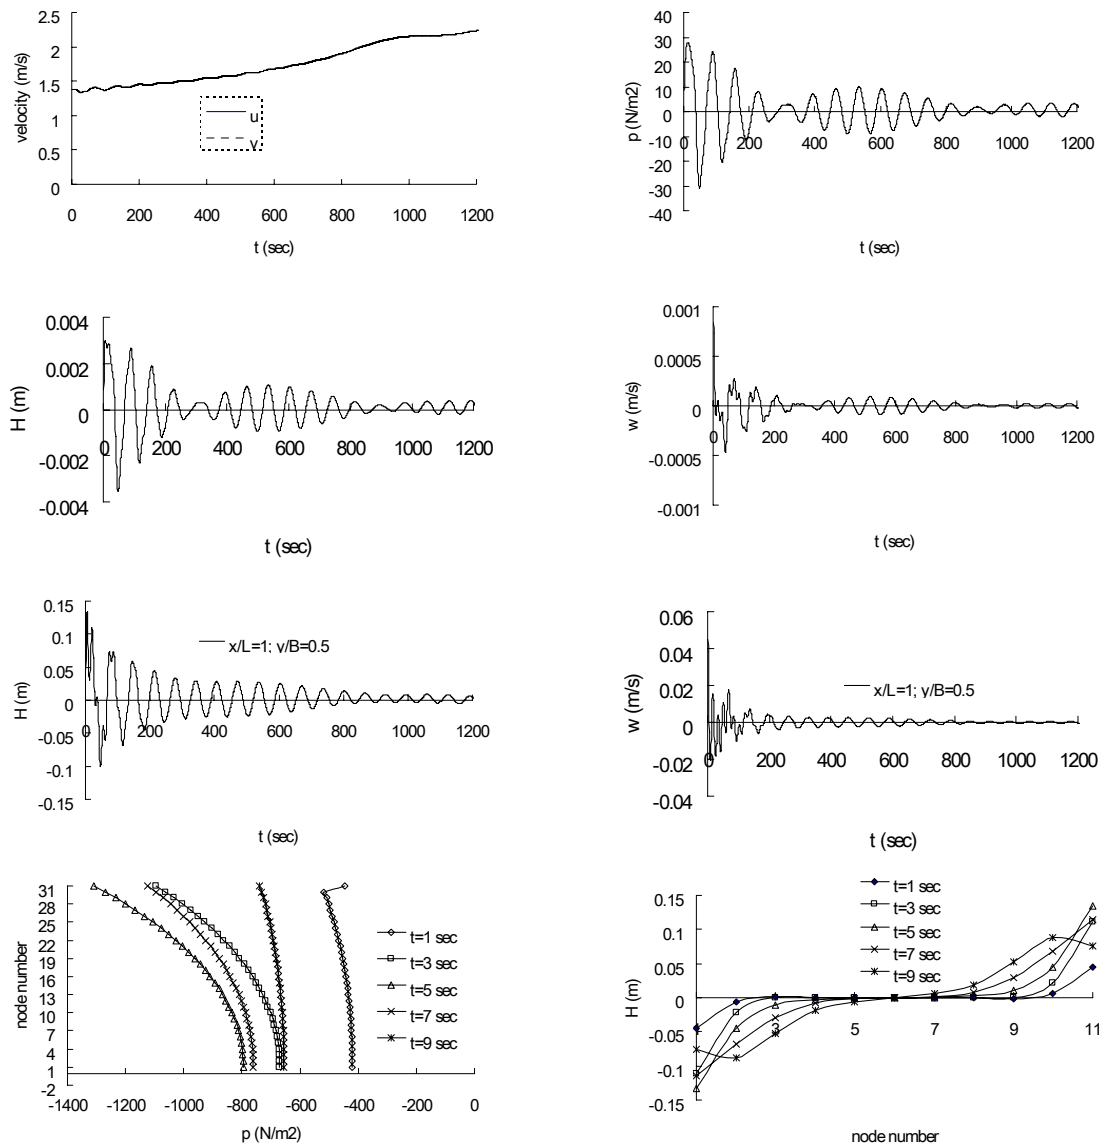 2.5
2
1.5
1
0.5
0
velocity (m/s)
u
v
0 200 400 600 800 1000 1200
t (sec)
40
30
20
10
0
-10
-20
-30
-40
p (N/m2)
0 200 400 600 800 1000 1200
t (sec)
0.004
0.002
0
-0.002
-0.004
H (m)
0 200 400 600 800 1000 1200
t (sec)
0.001
0.0005
0
-0.0005
-0.001
w (m/s)
0 200 400 600 800 1000 1200
t (sec)
0.15
0.1
0.05
0
-0.05
-0.1
-0.15
H (m)
x/L=1; y/B=0.5
0 200 400 600 800 1000 1200
t (sec)
0.06
0.04
0.02
0
-0.02
-0.04
w (m/s)
x/L=1; y/B=0.5
0 200 400 600 800 1000 1200
t (sec)
31
28
25
22
19
16
13
10
7
4
1
-2
node number
t=1 sec
t=3 sec
t=5 sec
t=7 sec
t=9 sec
-1400 -1200 -1000 -800 -600 -400 -200 0
p (N/m2)
t=1 sec
t=3 sec
t=5 sec
t=7 sec
t=9 sec
0.15
0.1
0.05
0
-0.05
-0.1
-0.15
H (m)
3 5 7 9 11
node number